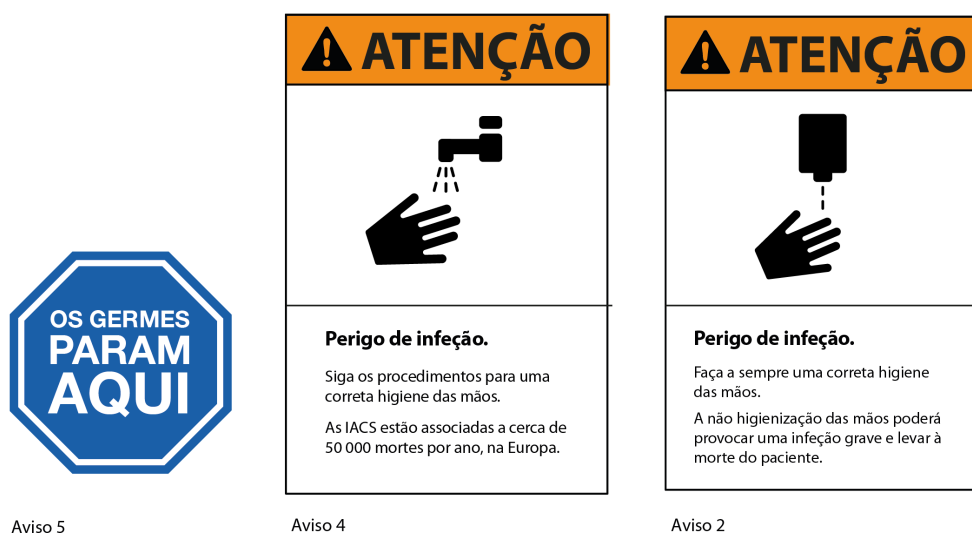 OS GERMES
PARAM
AQUI
Aviso 5
ATENÇÃO
Perigo de infeção.
Siga os procedimentos para uma
correta higiene das mãos.
As IACS estão associadas a cerca de
50 000 mortes por ano, na Europa.
Aviso 4
ATENÇÃO
Perigo de infeção.
Faça a sempre uma correta higiene
das mãos.
A não higienização das mãos poderá
provocar uma infeção grave e levar à
morte do paciente.
Aviso 2